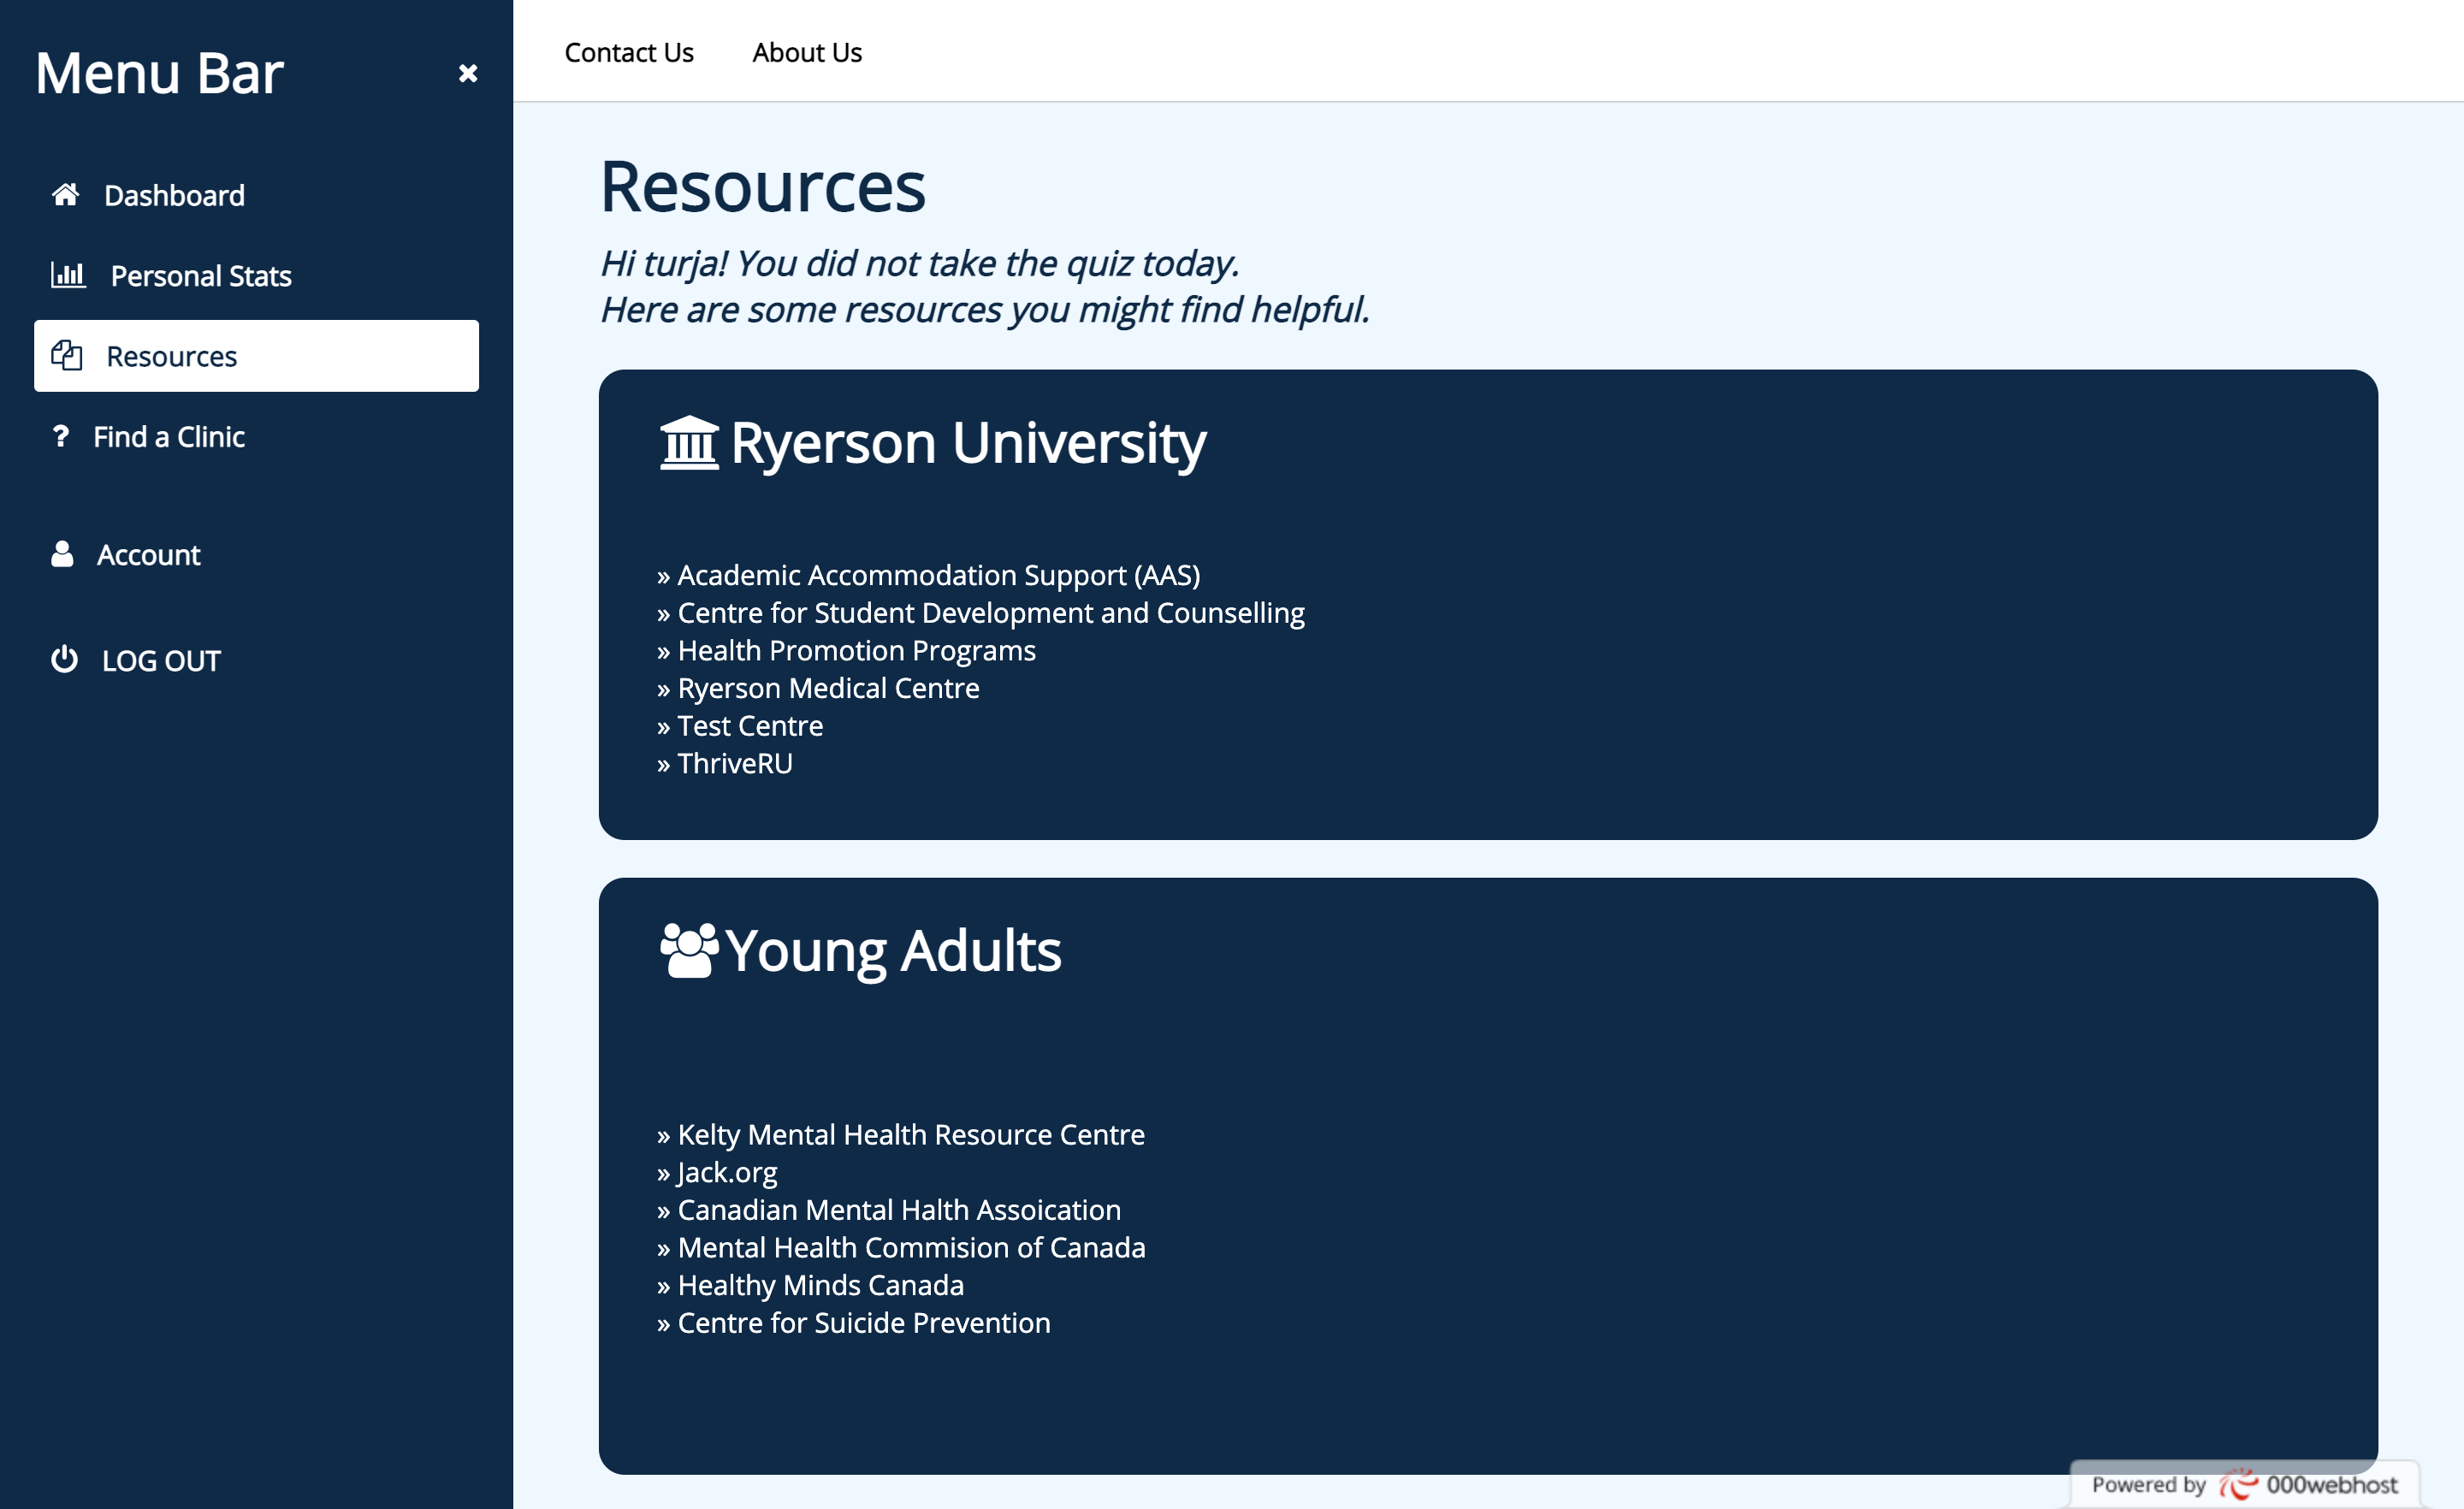 Menu Bar
Dashboard
Personal Stats
Resources
? Find a Clinic
Account
LOG OUT
Contact Us
About Us
Resources
Hi turja! You did not take the quiz today.
Here are some resources you might find helpful.
Ryerson University
» Academic Accommodation Support (AAS)
» Centre for Student Development and Counselling
» Health Promotion Programs
» Ryerson Medical Centre
» Test Centre
» ThriveRU
Young Adults
» Kelty Mental Health Resource Centre
» Jack.org
» Canadian Mental Halth Assoication
» Mental Health Commision of Canada
» Healthy Minds Canada
» Centre for Suicide Prevention
Powered by 000webhost